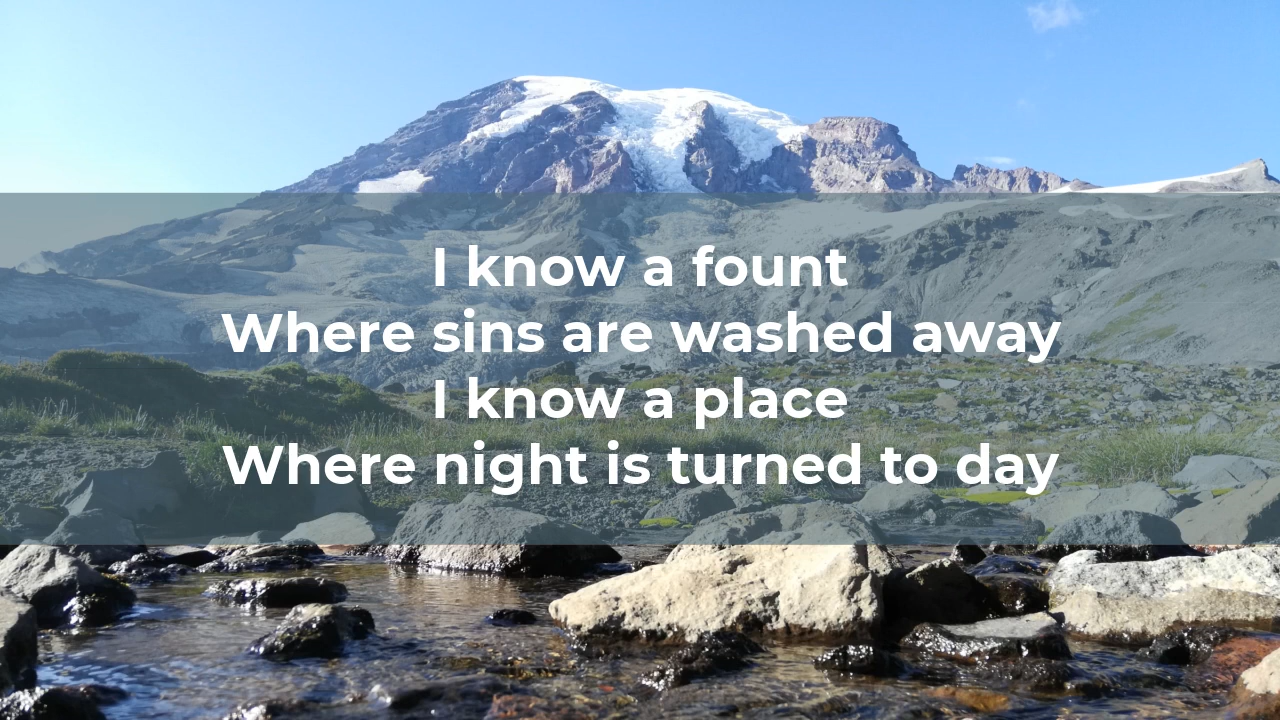 I know a fount
Where sins are washed away
I know a place
Where night is turned to day